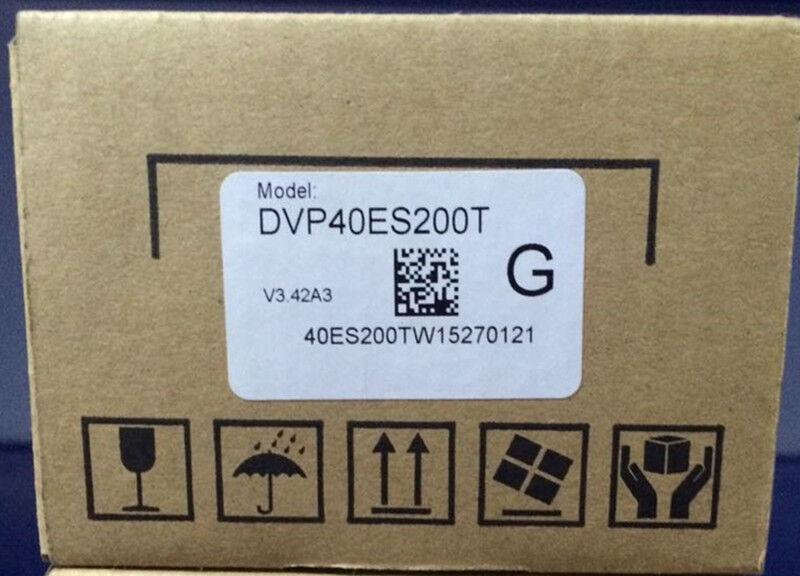 Model:
DVP40ES200T
G
V3.42A3
40ES200TW15270121